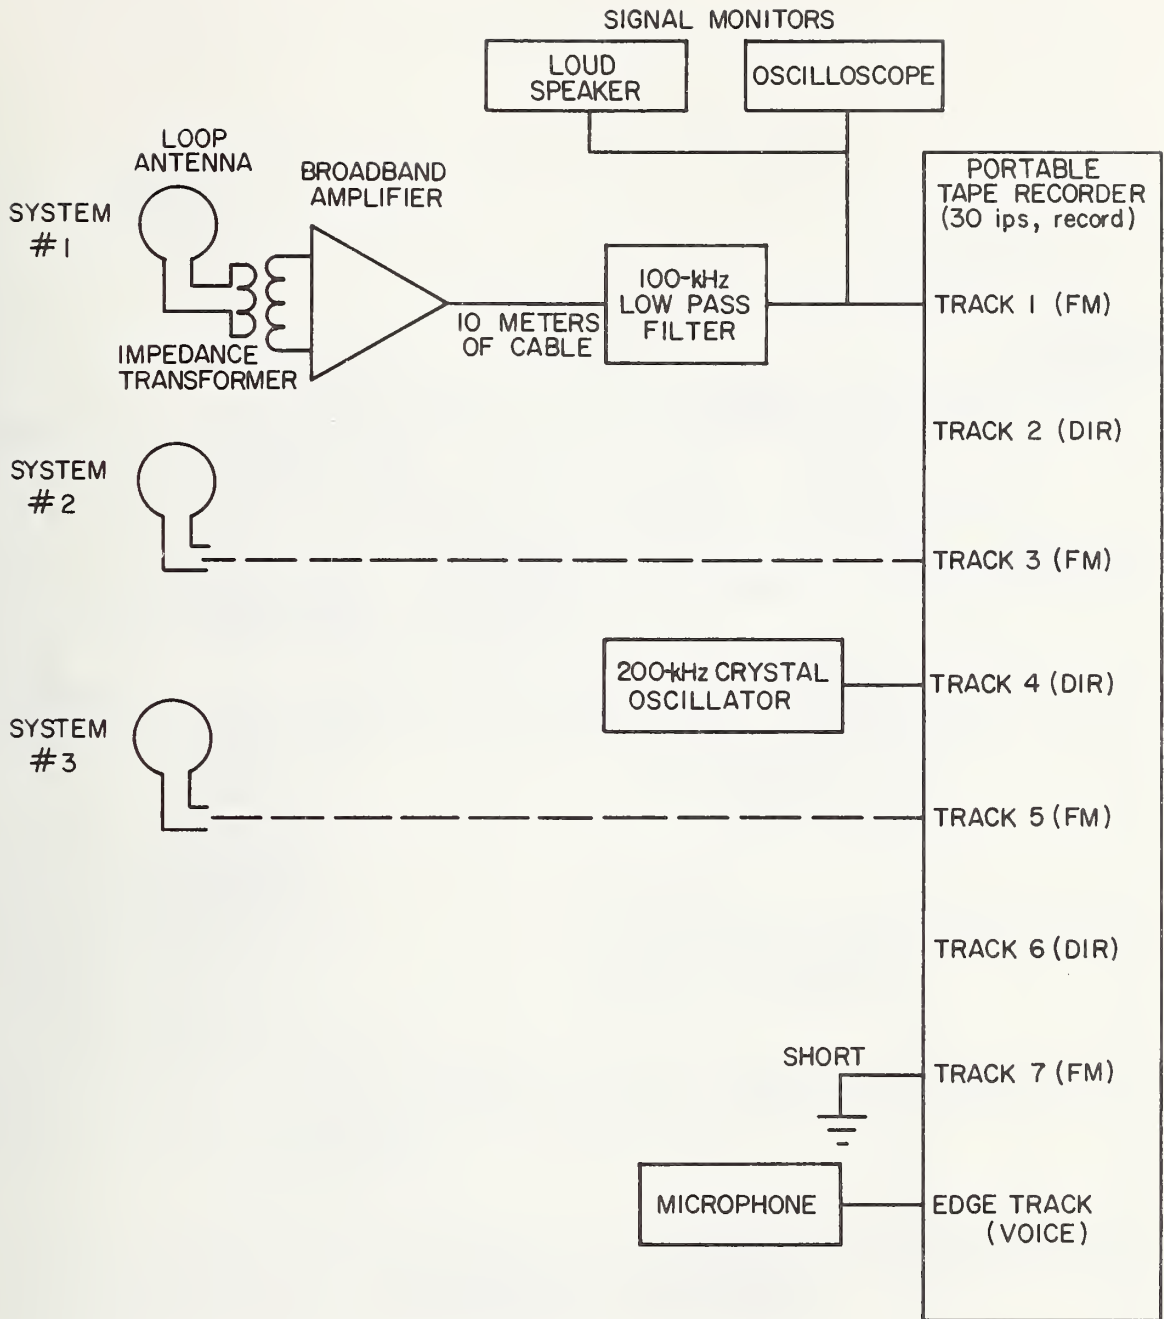 SIGNAL MONITORS
LOUD
SPEAKER
OSCILLOSCOPE
LOOP
ANTENNA
BROADBAND
AMPLIFIER
SYSTEM
#1
IMPEDANCE
TRANSFORMER
10 METERS
OF CABLE
100-kHz
LOW PASS
FILTER
PORTABLE
TAPE RECORDER
(30 ips, record)
TRACK 1 (FM)
TRACK 2 (DIR)
SYSTEM
#2
TRACK 3 (FM)
200-kHz CRYSTAL
OSCILLATOR
TRACK 4 (DIR)
SYSTEM
#3
TRACK 5 (FM)
TRACK 6 (DIR)
SHORT
TRACK 7 (FM)
MICROPHONE
EDGE TRACK
(VOICE)